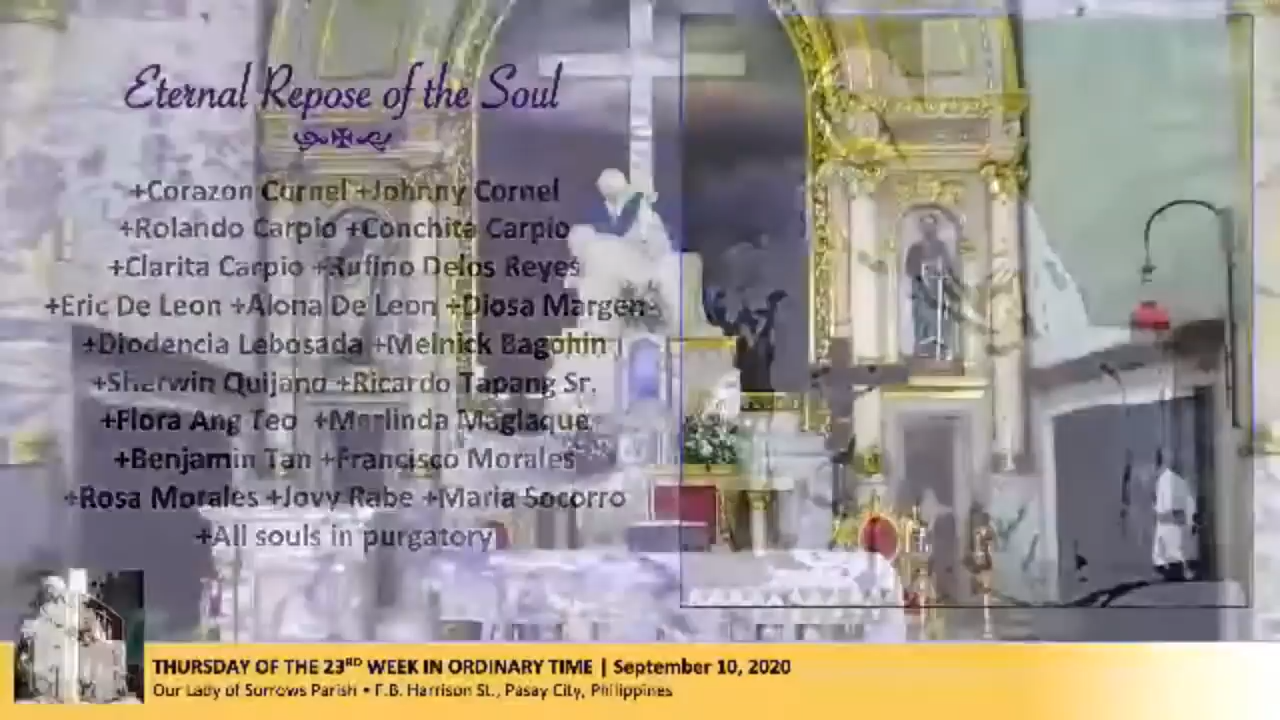 Eternal Repose of the Soul
+Corazon Cornel +Johnny Cornel
+Rolando Carpio +Conchita Carpio
+Clarita Carpio +Rufino Delos Reyes
+Eric De Leon +Alona De Leon +Diosa Margen
+Diodencia Lebosada +Melnick Bagohin
+Sherwin Quijano +Ricardo Tapang Sr.
+Flora Ang Teo +Merlinda Maglaque
+Benjamin Tan +Francisco Morales
+Rosa Morales +Jovy Rabe +Maria Socorro
+All souls in purgatory
THURSDAY OF THE 23RD WEEK IN ORDINARY TIME | September 10, 2020
Our Lady of Sorrows Parish • F.B. Harrison St., Pasay City, Philippines